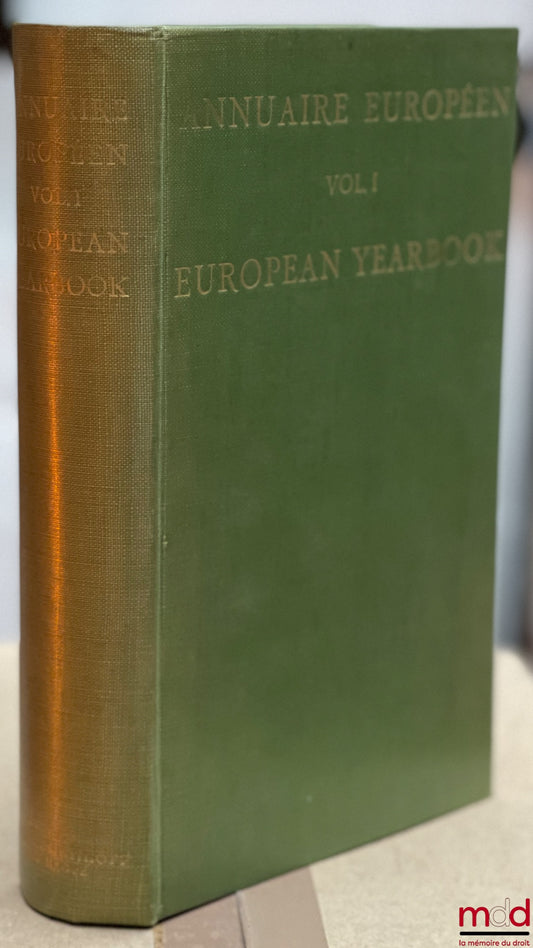 ANNUAIRE
EUROPÉEN
VOL. I
EUROPEAN
YEARBOOK
ANNUAIRE EUROPÉEN
VOL. I
EUROPEAN YEARBOOK
mdd
la mémoire du droit